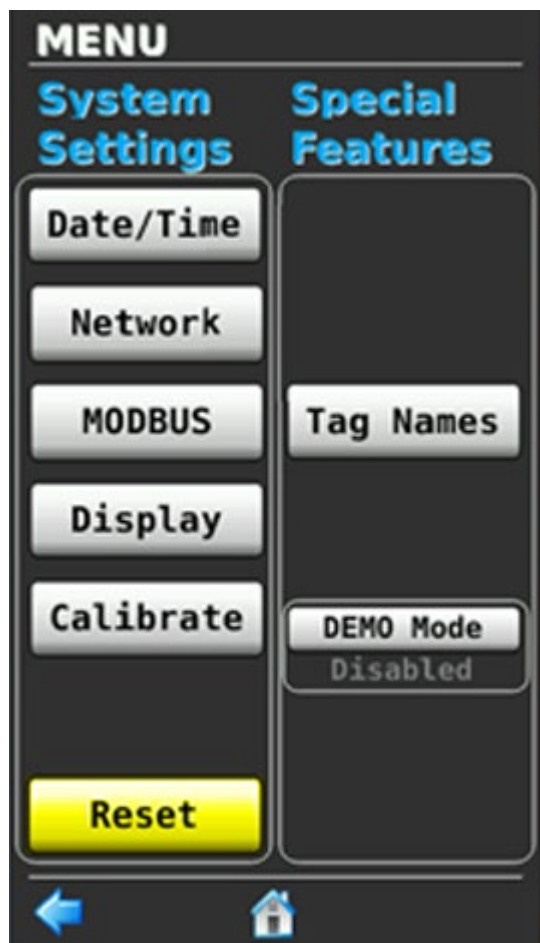 MENU
System
Settings
Date/Time
Network
MODBUS
Display
Calibrate
Reset
Special
Features
Tag Names
DEMO Mode
Disabled